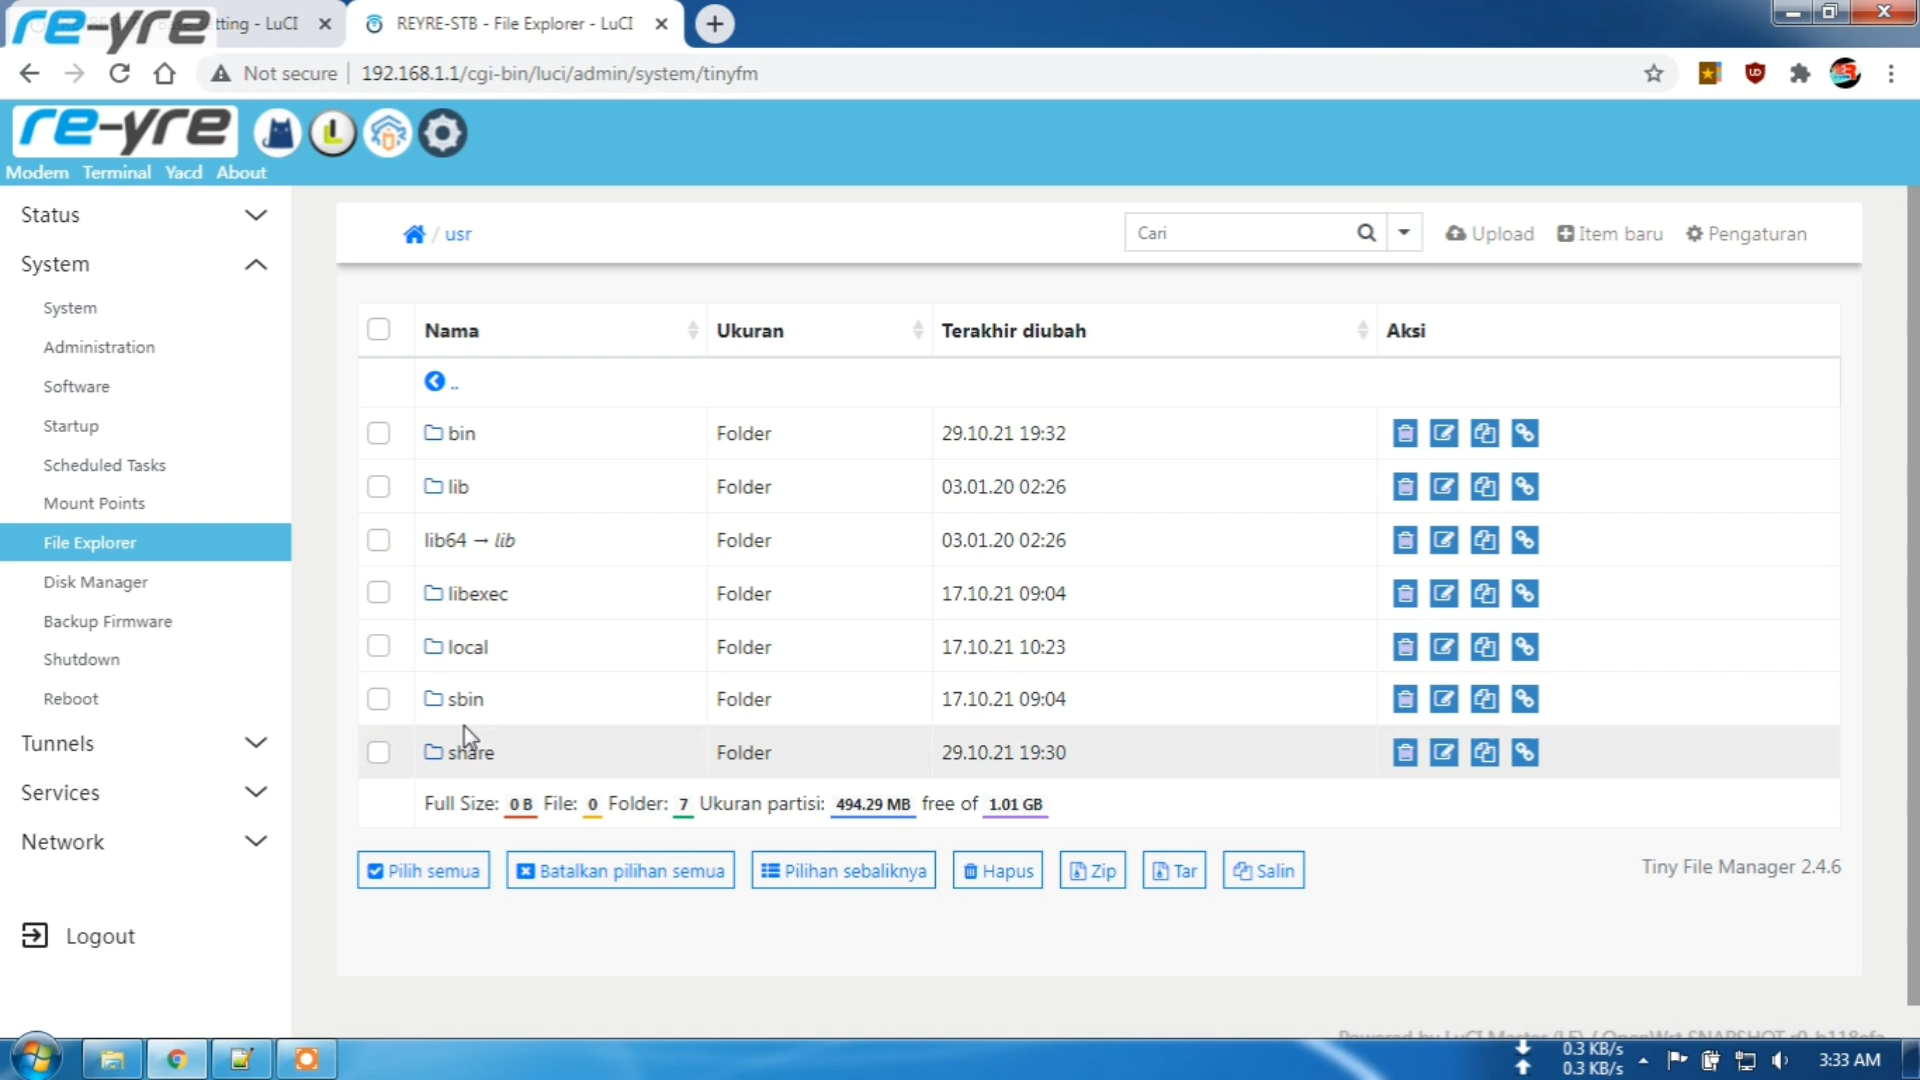 re-yre
tting - LuCI
REYRE-STB - File Explorer - LuCI
Not secure
192.168.1.1/cgi-bin/luci/admin/system/tinyfm
re-yre
Modem Terminal Yacd About
Status
System
System
Administration
Software
Startup
Scheduled Tasks
Mount Points
File Explorer
Disk Manager
Backup Firmware
Shutdown
Reboot
Tunnels
Services
Network
Logout
/ usr
Cari
Upload
Item baru
Pengaturan
Nama Ukuran Terakhir diubah Aksi
..
bin Folder 29.10.21 19:32
lib Folder 03.01.20 02:26
lib64 → lib Folder 03.01.20 02:26
libexec Folder 17.10.21 09:04
local Folder 17.10.21 10:23
sbin Folder 17.10.21 09:04
share Folder 29.10.21 19:30
Full Size: 0 B File: 0 Folder: 7 Ukuran partisi: 494.29 MB free of 1.01 GB
Pilih semua
Batalkan pilihan semua
Pilihan sebaliknya
Hapus
Zip
Tar
Salin
Tiny File Manager 2.4.6
0.3 KB/s
0.3 KB/s
3:33 AM